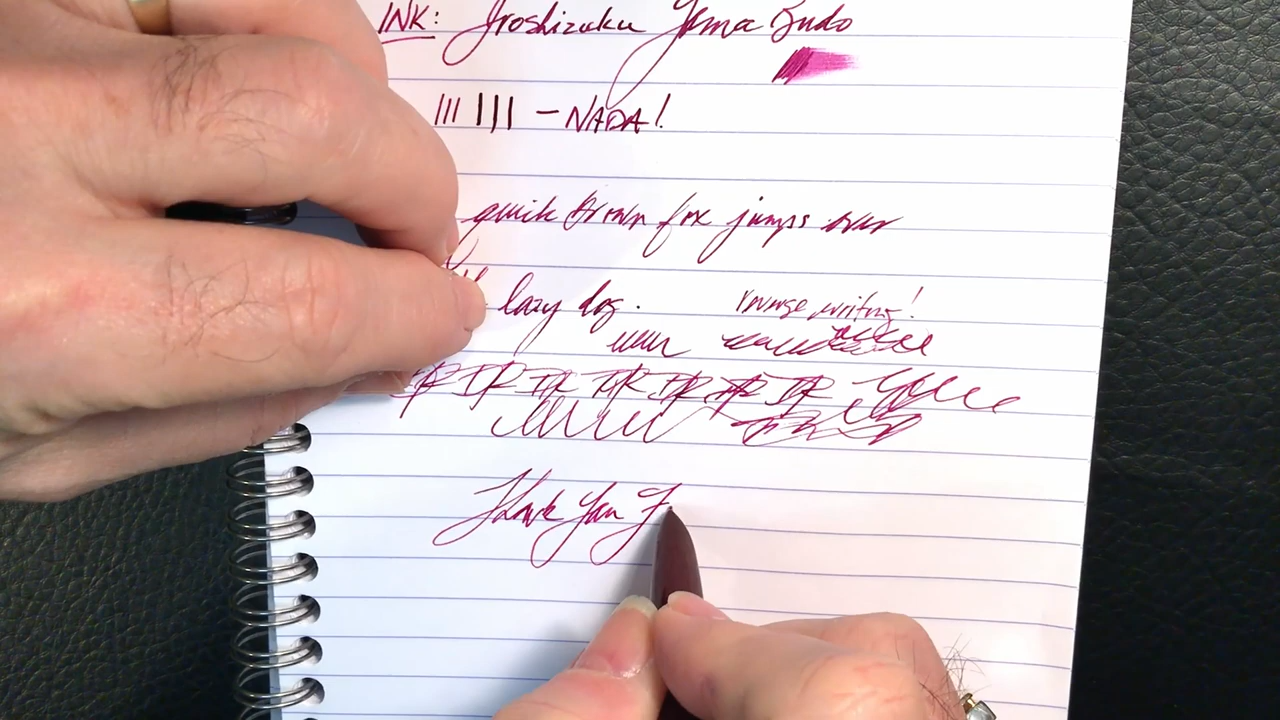 INK: Iroshizuku Yama Budo
||| ||| - NADA!
quick brown fox jumps over
lazy dog. reverse writing!
Thank You F